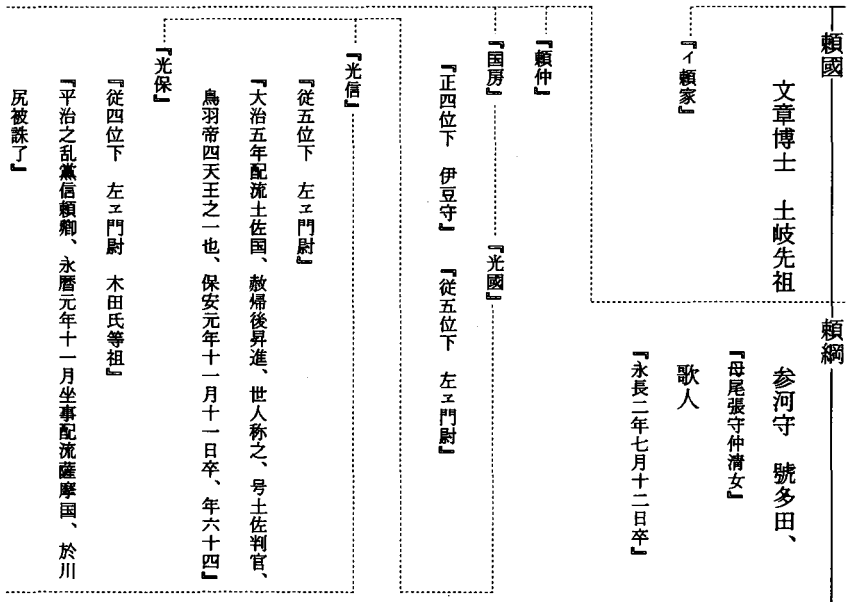 頼國
文章博士　土岐先祖
頼綱
参河守　號多田、
『母尾張守仲清女』
歌人
『永長二年七月十二日卒』
『イ頼家』
『頼仲』
『国房』
『正四位下　伊豆守』
『光國』
『従五位下　左ヱ門尉』
『光信』
『従五位下　左ヱ門尉』
『大治五年配流土佐国、赦帰後昇進、世人称之、号土佐判官、
鳥羽帝四天王之一也、保安元年十一月十一日卒、年六十四』
『光保』
『従四位下　左ヱ門尉　木田氏等祖』
『平治之乱黨信頼卿、永暦元年十一月坐事配流薩摩国、於川
尻被誅了』